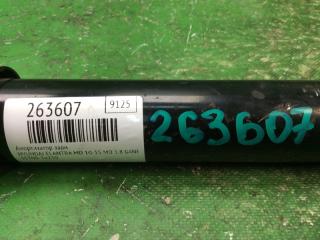 263607 9125
Амортизатор задн
HYUNDAI ELANTRA MD 10-15 MD 1.8 G4NB
263607